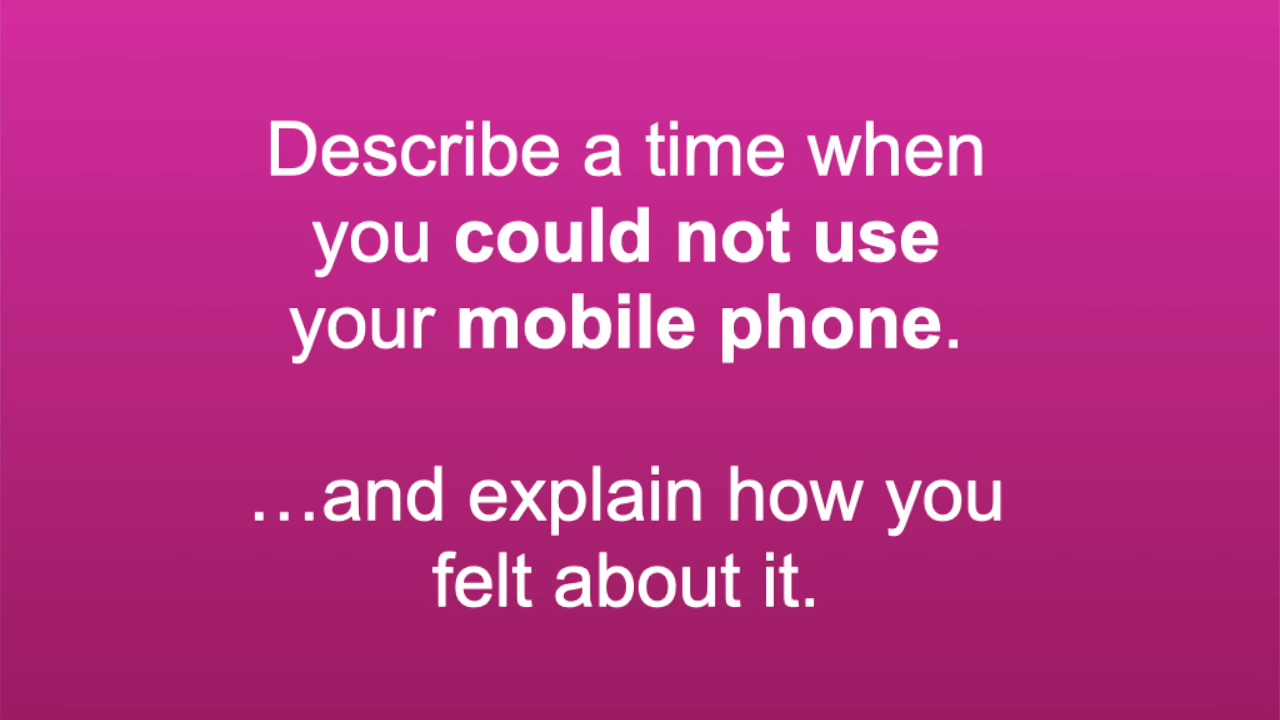 Describe a time when
you could not use
your mobile phone.
…and explain how you
felt about it.